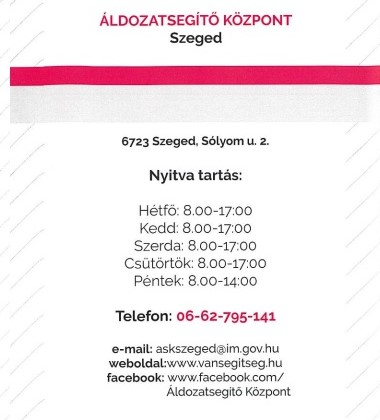 ÁLDOZATSEGÍTŐ KÖZPONT
Szeged
6723 Szeged, Sólyom u. 2.
Nyitva tartás:
Hétfő: 8.00-17:00
Kedd: 8.00-17:00
Szerda: 8.00-17:00
Csütörtök: 8.00-17:00
Péntek: 8.00-14:00
Telefon: 06-62-795-141
e-mail: askszeged@im.gov.hu
weboldal:www.vansegitseg.hu
facebook: www.facebook.com/
Áldozatsegítő Központ